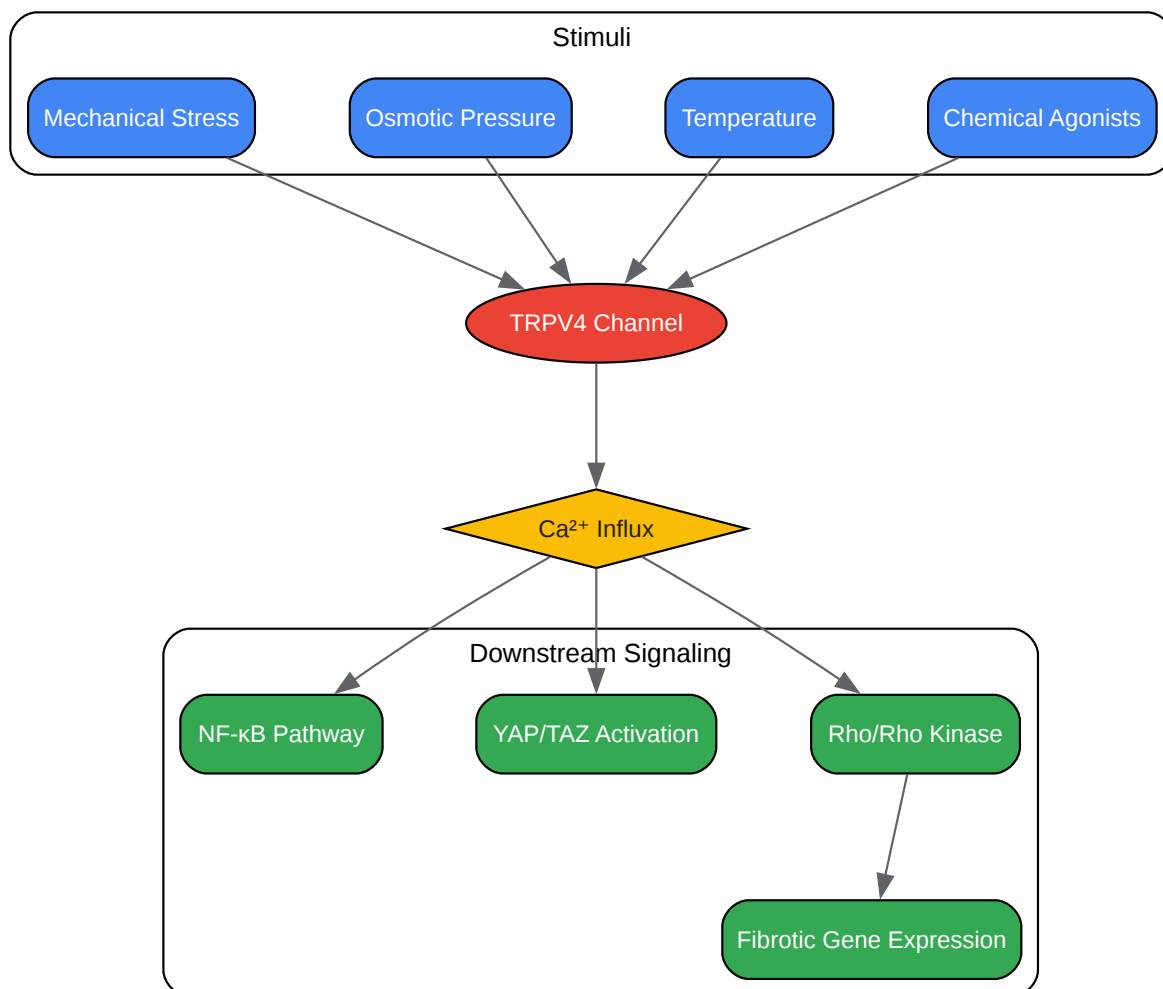 Stimuli
Mechanical Stress
Osmotic Pressure
Temperature
Chemical Agonists
TRPV4 Channel
Ca²⁺ Influx
Downstream Signaling
NF-κB Pathway
YAP/TAZ Activation
Rho/Rho Kinase
Fibrotic Gene Expression